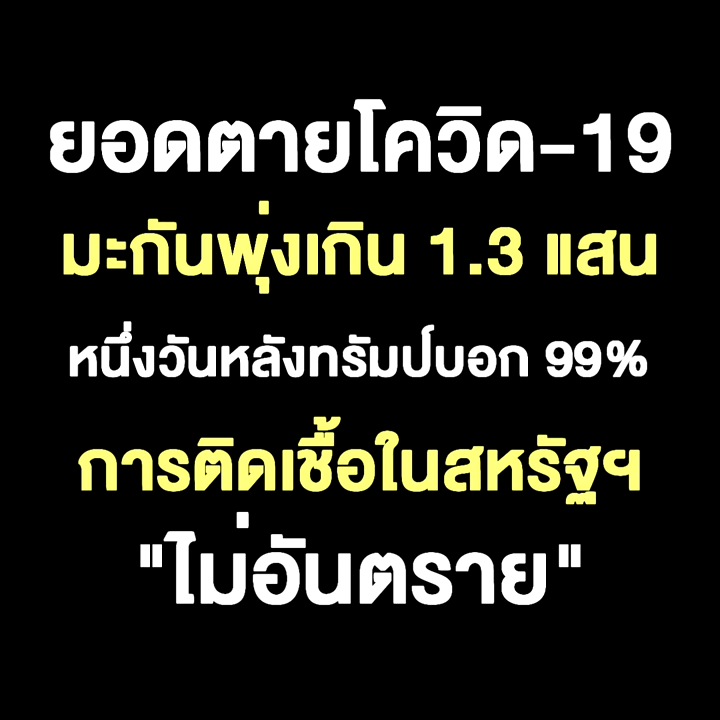 ยอดตายโควิด-19
มะกันพุ่งเกิน 1.3 แสน
หนึ่งวันหลังทรัมป์บอก 99%
การติดเชื้อในสหรัฐฯ
"ไม่อันตราย"